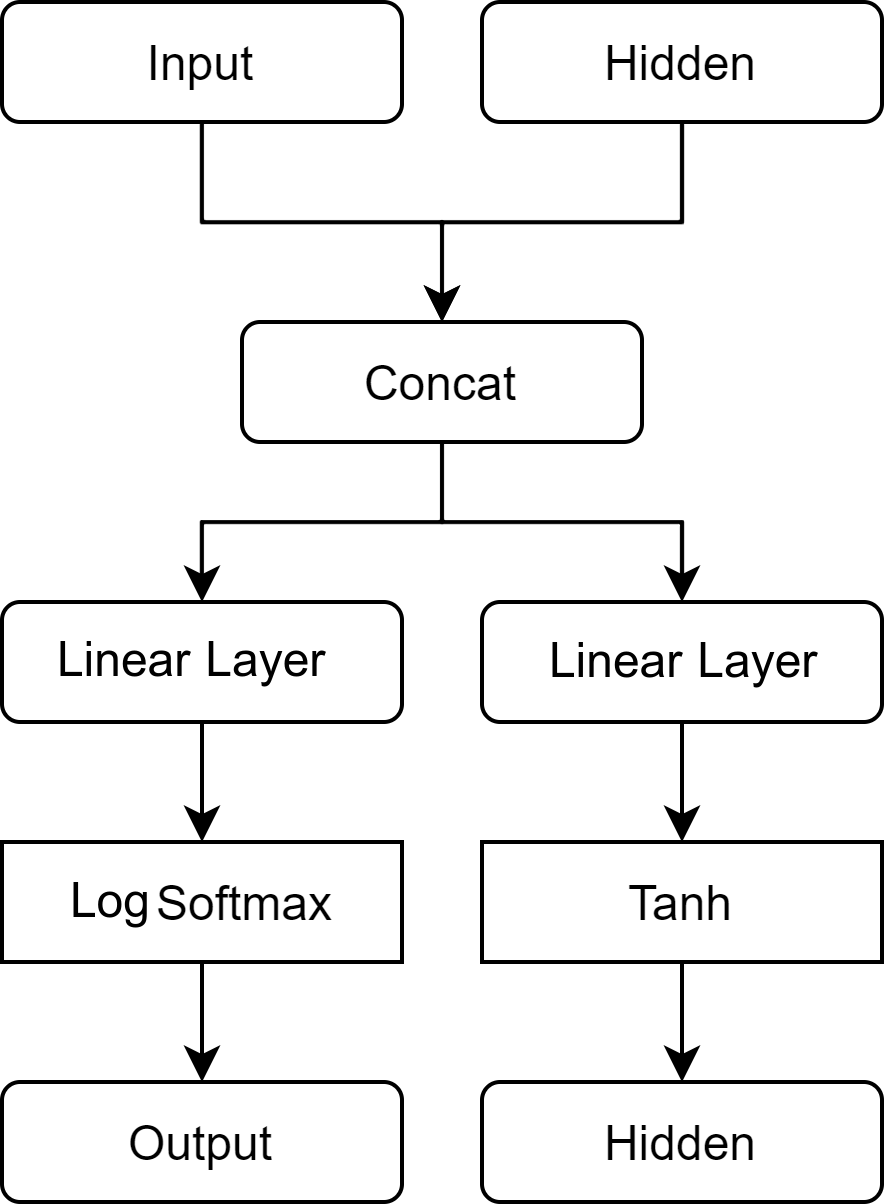 Input
Hidden
Concat
Linear Layer
Linear Layer
Log Softmax
Tanh
Output
Hidden